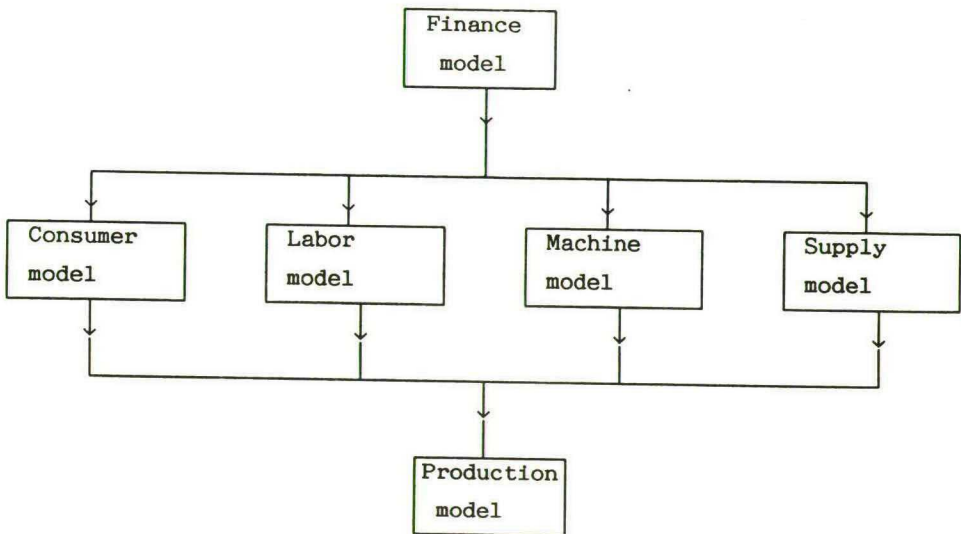 Finance
model
Consumer
model
Labor
model
Machine
model
Supply
model
Production
model